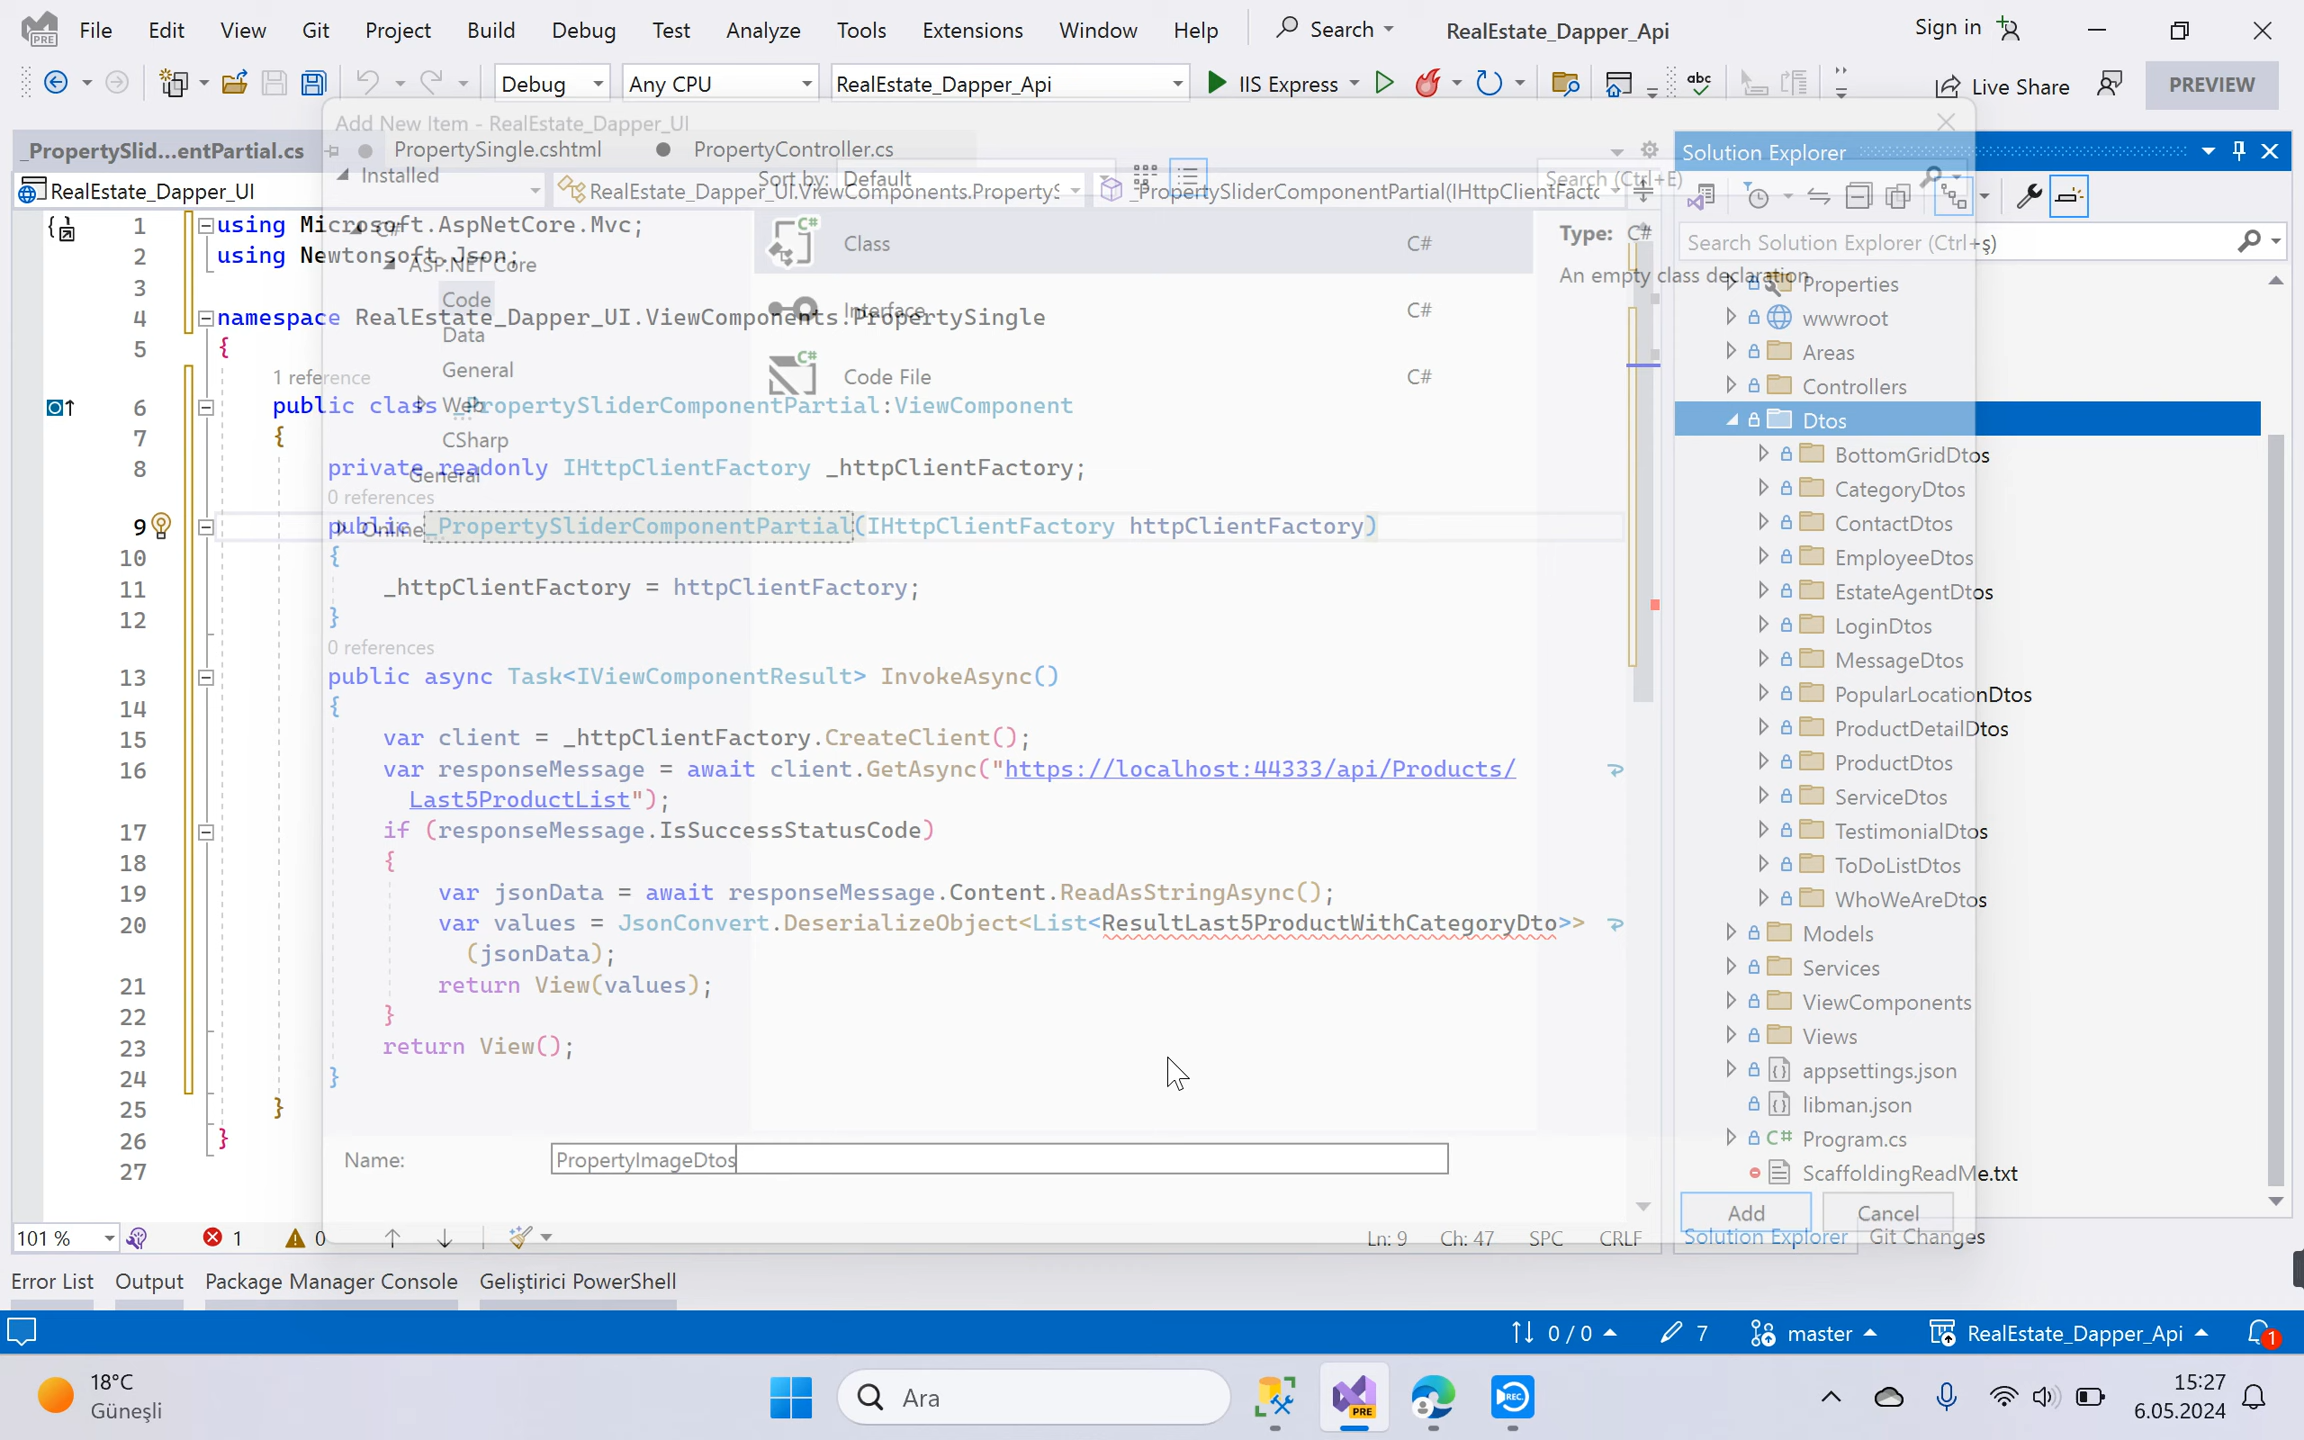 File Edit View Git Project Build Debug Test Analyze Tools Extensions Window Help Search RealEstate_Dapper_Api Sign in
PRE
Debug Any CPU RealEstate_Dapper_Api IIS Express abc Live Share PREVIEW
Add New Item - RealEstate_Dapper_UI
_PropertySlid...entPartial.cs PropertySingle.cshtml PropertyController.cs
Solution Explorer
Installed
Sort by: Default
Search (Ctrl+E)
RealEstate_Dapper_UI RealEstate_Dapper_UI.ViewComponents.PropertyS _PropertySliderComponentPartial(IHttpClientFactc
Search Solution Explorer (Ctrl+ş)
C#
ASP.NET Core
Code
Data
General
Web
CSharp
General
Online
Class C#
Interface C#
Code File C#
Type: C#
An empty class declaration
1 using Microsoft.AspNetCore.Mvc;
2 using Newtonsoft.Json;
3
4 namespace RealEstate_Dapper_UI.ViewComponents.PropertySingle
5 {
1 reference
6 public class _PropertySliderComponentPartial:ViewComponent
7 {
8 private readonly IHttpClientFactory _httpClientFactory;
0 references
9 public _PropertySliderComponentPartial(IHttpClientFactory httpClientFactory)
10 {
11 _httpClientFactory = httpClientFactory;
12 }
0 references
13 public async Task<IViewComponentResult> InvokeAsync()
14 {
15 var client = _httpClientFactory.CreateClient();
16 var responseMessage = await client.GetAsync("https://localhost:44333/api/Products/
Last5ProductList");
17 if (responseMessage.IsSuccessStatusCode)
18 {
19 var jsonData = await responseMessage.Content.ReadAsStringAsync();
20 var values = JsonConvert.DeserializeObject<List<ResultLast5ProductWithCategoryDto>>
(jsonData);
21 return View(values);
22 }
23 return View();
24 }
25 }
26 }
27
Properties
wwwroot
Areas
Controllers
Dtos
BottomGridDtos
CategoryDtos
ContactDtos
EmployeeDtos
EstateAgentDtos
LoginDtos
MessageDtos
PopularLocationDtos
ProductDetailDtos
ProductDtos
ServiceDtos
TestimonialDtos
ToDoListDtos
WhoWeAreDtos
Models
Services
ViewComponents
Views
appsettings.json
libman.json
C# Program.cs
ScaffoldingReadMe.txt
Name: PropertyImageDtos
Add Cancel
101 % 1 0 Ln: 9 Ch: 47 SPC CRLF
Solution Explorer Git Changes
Error List Output Package Manager Console Geliştirici PowerShell
0 / 0 7 master RealEstate_Dapper_Api 1
18°C
Güneşli
Ara
PRE
REC
15:27
6.05.2024